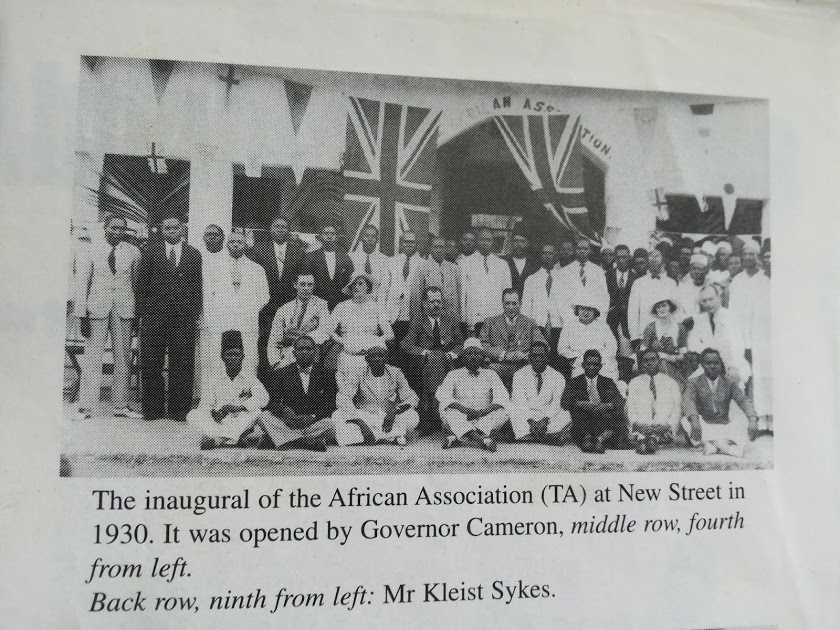 AN ASS
TION.
The inaugural of the African Association (TA) at New Street in
1930. It was opened by Governor Cameron, middle row, fourth
from left.
Back row, ninth from left: Mr Kleist Sykes.